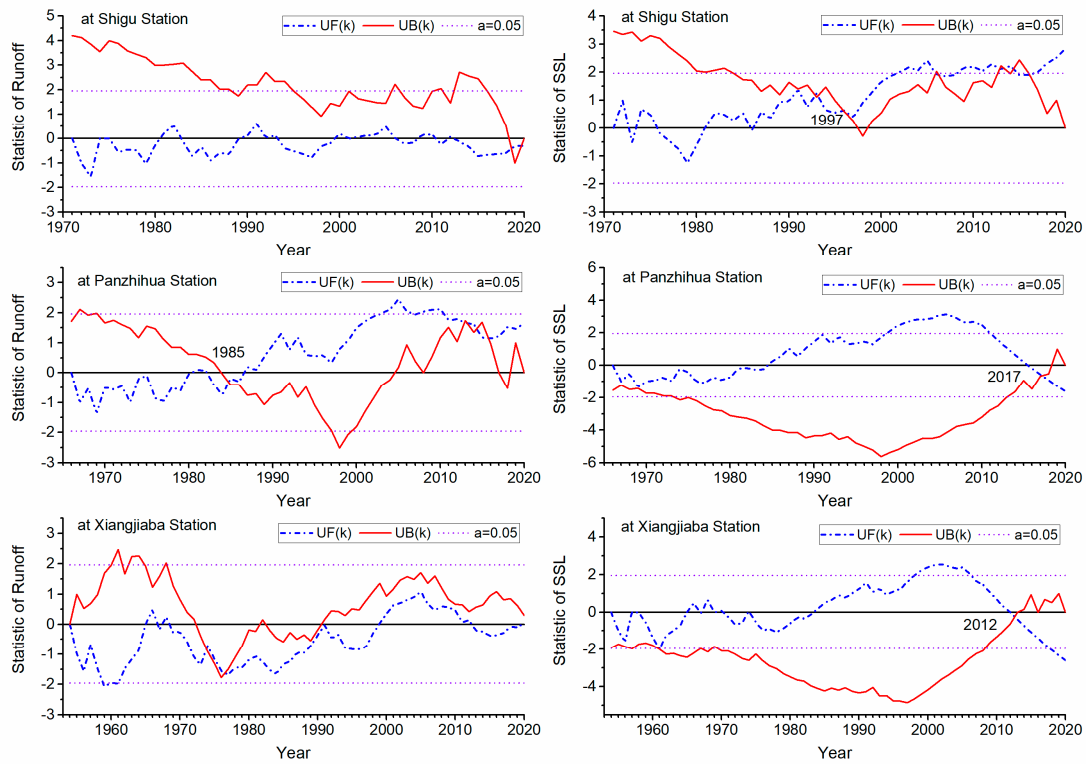 at Shigu Station
UF(k) UB(k) a=0.05
Statistic of Runoff
5
4
3
2
1
0
-1
-2
-3
1970 1980 1990 2000 2010 2020
Year
at Shigu Station
UF(k) UB(k) a=0.05
Statistic of SSL
4
3
2
1
0
-1
-2
-3
1997
1970 1980 1990 2000 2010 2020
Year
at Panzhihua Station
UF(k) UB(k) a=0.05
Statistic of Runoff
3
2
1
0
-1
-2
-3
1985
1970 1980 1990 2000 2010 2020
Year
at Panzhihua Station
UF(k) UB(k) a=0.05
Statistic of SSL
6
4
2
0
-2
-4
-6
2017
1970 1980 1990 2000 2010 2020
Year
at Xiangjiaba Station
UF(k) UB(k) a=0.05
Statistic of Runoff
3
2
1
0
-1
-2
-3
1960 1970 1980 1990 2000 2010 2020
Year
at Xiangjiaba Station
UF(k) UB(k) a=0.05
Statistic of SSL
4
2
0
-2
-4
2012
1960 1970 1980 1990 2000 2010 2020
Year